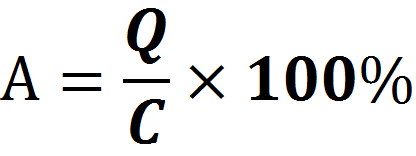 A = Q/C × 100%